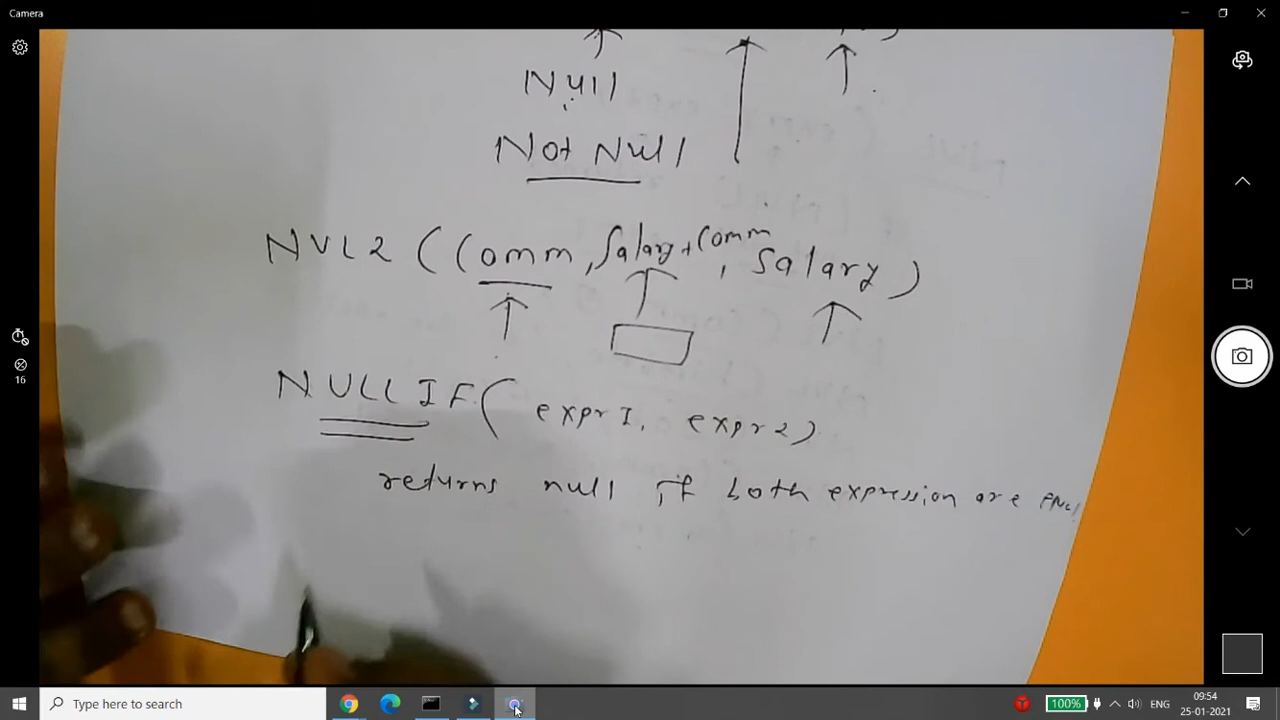 Camera
Null
Not Null
NVL2 (Comm, Salary+Comm, Salary)
NULLIF(expr1, expr2)
returns null if both expression are
16
Type here to search
100%
ENG
09:54
25-01-2021